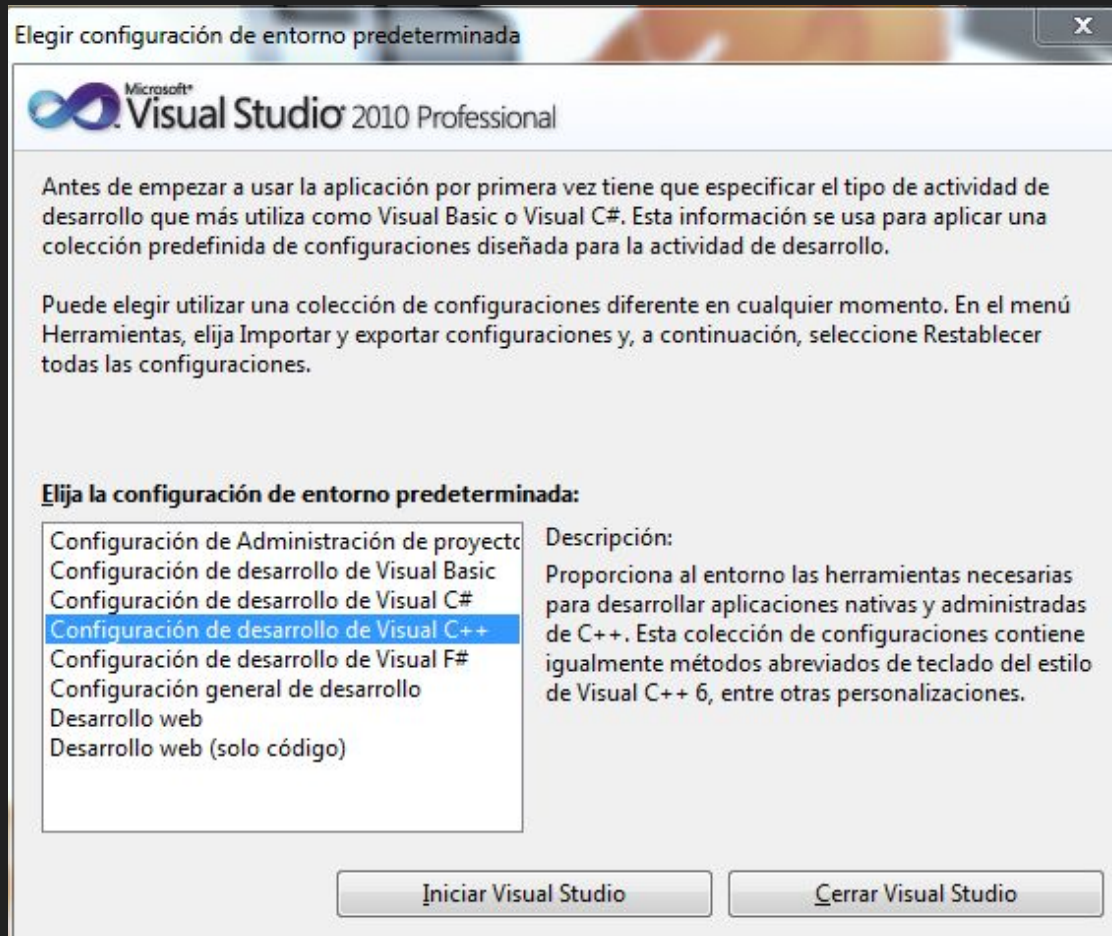 Elegir configuración de entorno predeterminada
X
Microsoft®
Visual Studio® 2010 Professional
Antes de empezar a usar la aplicación por primera vez tiene que especificar el tipo de actividad de
desarrollo que más utiliza como Visual Basic o Visual C#. Esta información se usa para aplicar una
colección predefinida de configuraciones diseñada para la actividad de desarrollo.
Puede elegir utilizar una colección de configuraciones diferente en cualquier momento. En el menú
Herramientas, elija Importar y exportar configuraciones y, a continuación, seleccione Restablecer
todas las configuraciones.
Elija la configuración de entorno predeterminada:
Configuración de Administración de proyecto
Configuración de desarrollo de Visual Basic
Configuración de desarrollo de Visual C#
Configuración de desarrollo de Visual C++
Configuración de desarrollo de Visual F#
Configuración general de desarrollo
Desarrollo web
Desarrollo web (solo código)
Descripción:
Proporciona al entorno las herramientas necesarias
para desarrollar aplicaciones nativas y administradas
de C++. Esta colección de configuraciones contiene
igualmente métodos abreviados de teclado del estilo
de Visual C++ 6, entre otras personalizaciones.
Iniciar Visual Studio
Cerrar Visual Studio